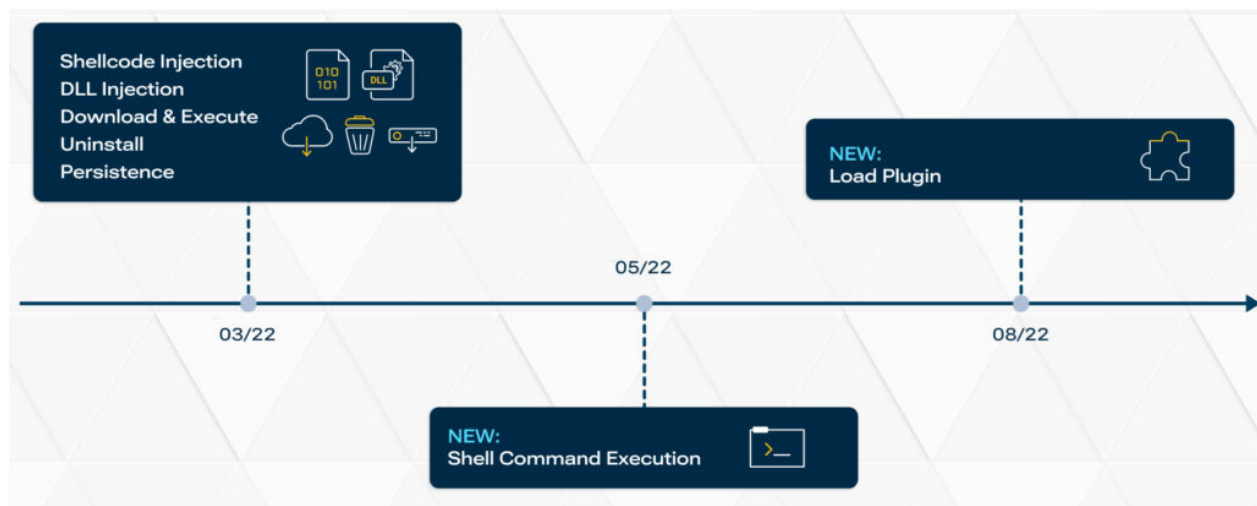 Shellcode Injection
DLL Injection
Download & Execute
Uninstall
Persistence
010
101
DLL
03/22
05/22
NEW:
Shell Command Execution
>_
NEW:
Load Plugin
08/22